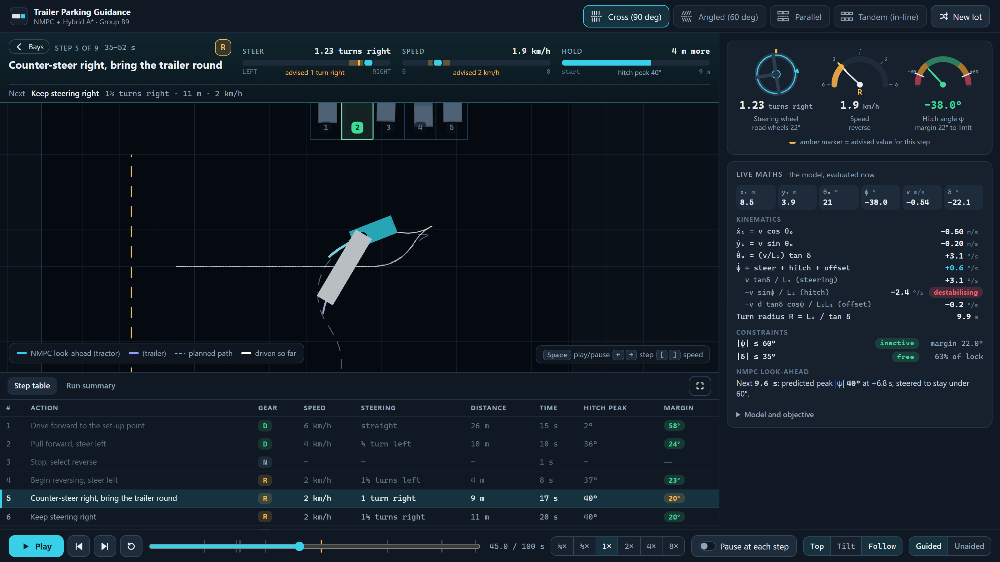 Trailer Parking Guidance
NMPC + Hybrid A* · Group B9
Cross (90 deg)
Angled (60 deg)
Parallel
Tandem (in-line)
New lot
Bays
STEP 5 OF 9 35–52 s
R
Counter-steer right, bring the trailer round
STEER 1.23 turns right
LEFT advised 1 turn right RIGHT
SPEED 1.9 km/h
0 advised 2 km/h 8
HOLD 4 m more
start hitch peak 40° 9 m
Next Keep steering right 1½ turns right · 11 m · 2 km/h
1 2 3 4 5
NMPC look-ahead (tractor) (trailer) planned path driven so far
Space play/pause ← → step [ ] speed
0 2 6 8
R
−60 +60
1.23 turns right
Steering wheel
road wheels 22°
1.9 km/h
Speed
reverse
−38.0°
Hitch angle ψ
margin 22° to limit
amber marker = advised value for this step
LIVE MATHS the model, evaluated now
x₁ m y₁ m θ₀ ° ψ ° v m/s δ °
8.5 3.9 21 −38.0 −0.54 −22.1
KINEMATICS
ẋ₁ = v cos θ₀ −0.50 m/s
ẏ₁ = v sin θ₀ −0.20 m/s
θ̇₀ = (v/L₁) tan δ +3.1 °/s
ψ̇ = steer + hitch + offset +0.6 °/s
v tanδ / L₁ (steering) +3.1 °/s
−v sinψ / L₂ (hitch) −2.4 °/s destabilising
−v d tanδ cosψ / L₁L₂ (offset) −0.2 °/s
Turn radius R = L₁ / tan δ 9.9 m
CONSTRAINTS
|ψ| ≤ 60° inactive margin 22.0°
|δ| ≤ 35° free 63% of lock
NMPC LOOK-AHEAD
Next 9.6 s: predicted peak |ψ| 40° at +6.8 s, steered to stay under
60°.
Model and objective
Step table Run summary
# ACTION GEAR SPEED STEERING DISTANCE TIME HITCH PEAK MARGIN
1 Drive forward to the set-up point D 6 km/h straight 26 m 15 s 2° 58°
2 Pull forward, steer left D 4 km/h ½ turn left 10 m 10 s 36° 24°
3 Stop, select reverse N – – – 1 s – —
4 Begin reversing, steer left R 2 km/h 1½ turns left 4 m 8 s 37° 23°
5 Counter-steer right, bring the trailer round R 2 km/h 1 turn right 9 m 17 s 40° 20°
6 Keep steering right R 2 km/h 1½ turns right 11 m 20 s 40° 20°
Play
45.0 / 100 s
¼× ½× 1× 2× 4× 8×
Pause at each step
Top Tilt Follow
Guided Unaided